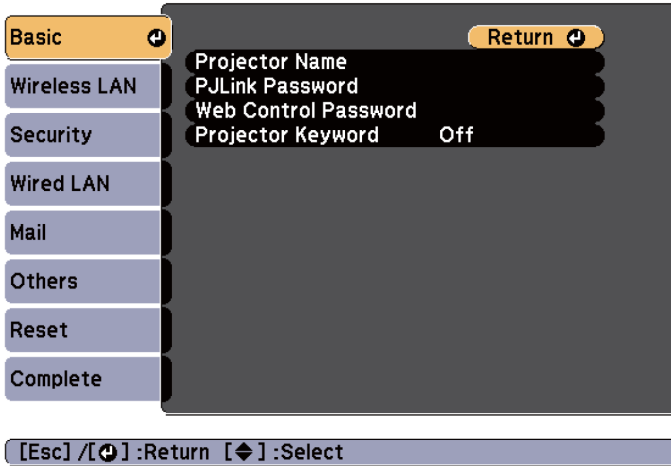 Basic
Return
Projector Name
Wireless LAN
PJLink Password
Web Control Password
Security
Projector Keyword Off
Wired LAN
Mail
Others
Reset
Complete
[Esc] /[ ] :Return [ ] :Select